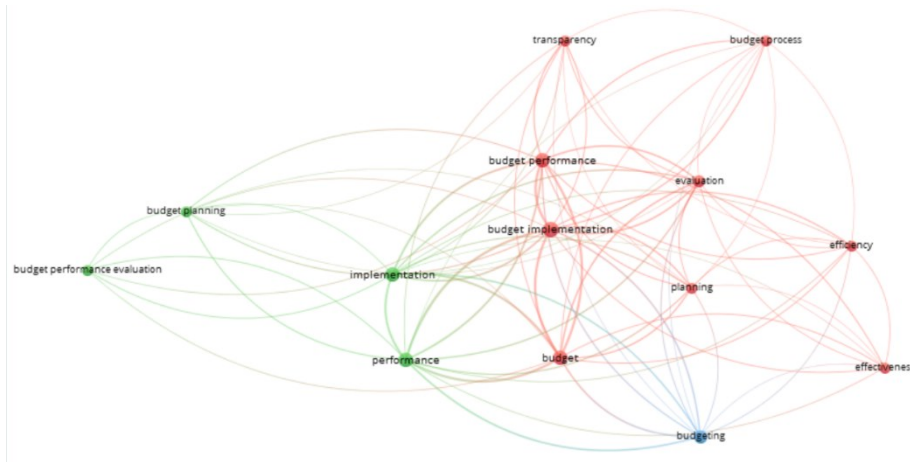 transparency
budget process
budget performance
evaluation
budget planning
budget implementation
efficiency
budget performance evaluation
implementation
planning
budget
performance
effectivenes
budgeting